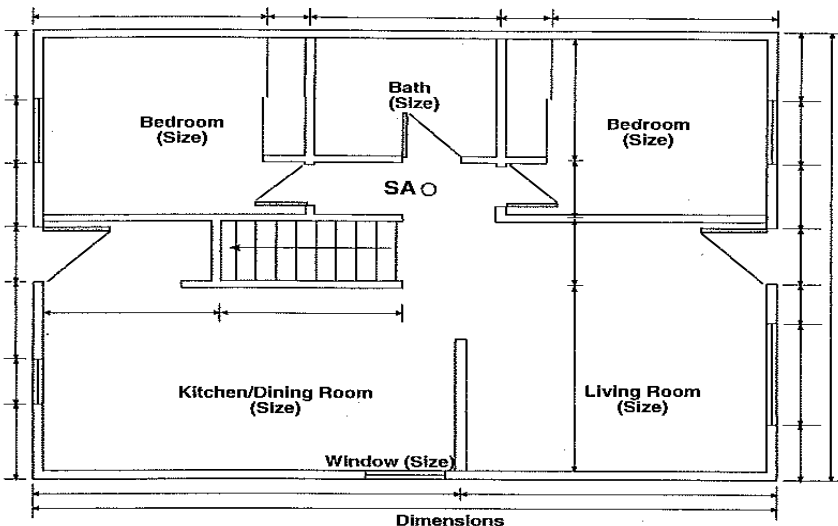 Bath
(Size)
Bedroom
(Size)
Bedroom
(Size)
SA
Kitchen/Dining Room
(Size)
Living Room
(Size)
Window (Size)
Dimensions